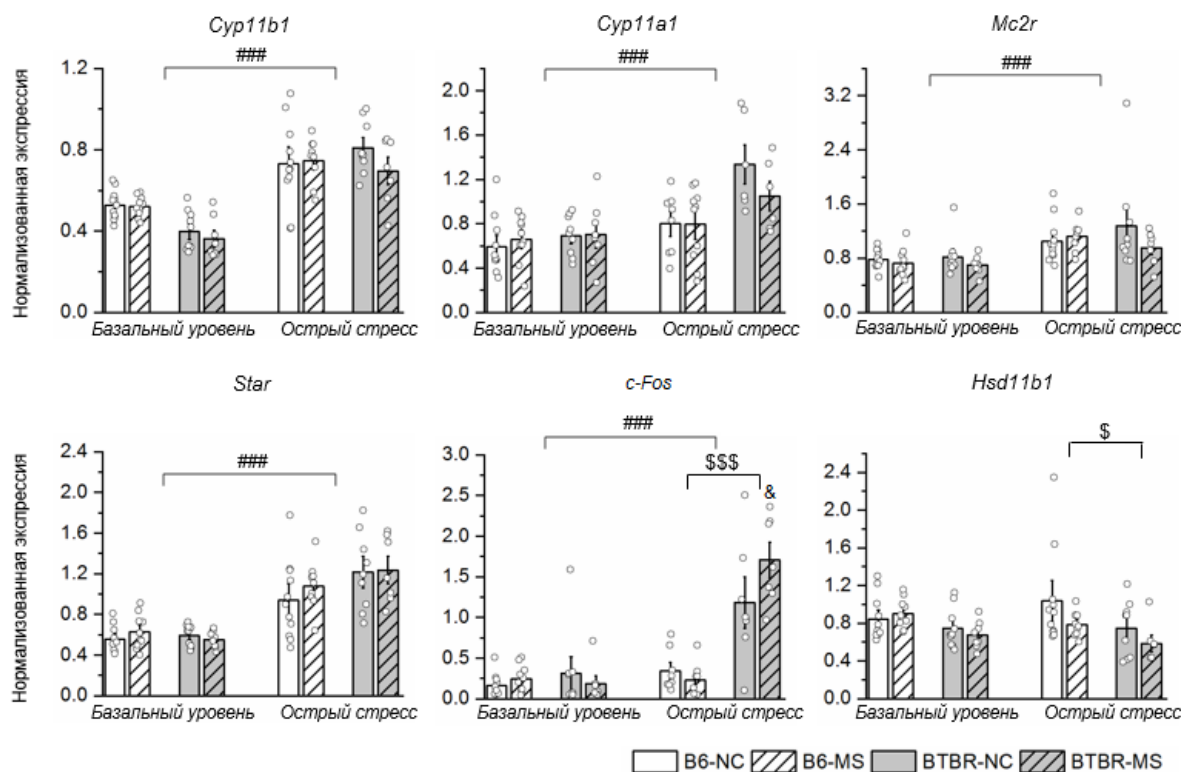 Cyp11b1
Cyp11a1
Mc2r
Нормализованная экспрессия
###
###
###
1.2
0.8
0.4
0.0
2.0
1.6
1.2
0.8
0.4
0.0
3.2
2.4
1.6
0.8
0.0
Базальный уровень Острый стресс
Базальный уровень Острый стресс
Базальный уровень Острый стресс
Star
c-Fos
Hsd11b1
Нормализованная экспрессия
###
###
$$$
&
$
2.4
2.0
1.6
1.2
0.8
0.4
0.0
3.0
2.5
2.0
1.5
1.0
0.5
0.0
2.4
2.0
1.6
1.2
0.8
0.4
0.0
Базальный уровень Острый стресс
Базальный уровень Острый стресс
Базальный уровень Острый стресс
B6-NC B6-MS BTBR-NC BTBR-MS